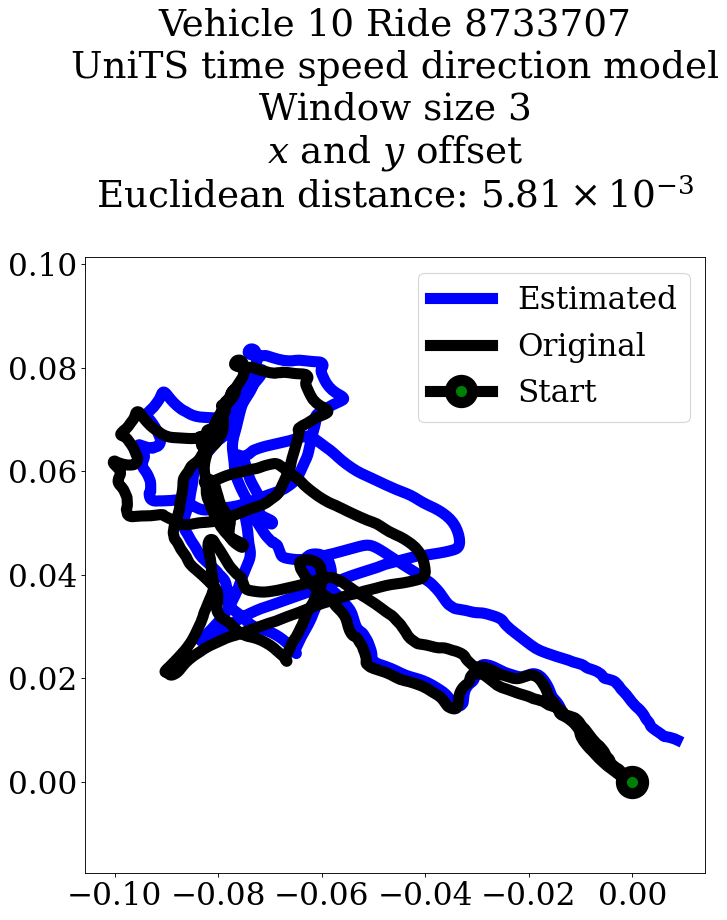 Vehicle 10 Ride 8733707
UniTS time speed direction model
Window size 3
x and y offset
Euclidean distance: 5.81 × 10⁻³
0.10
0.08
0.06
0.04
0.02
0.00
Estimated
Original
Start
−0.10 −0.08 −0.06 −0.04 −0.02 0.00